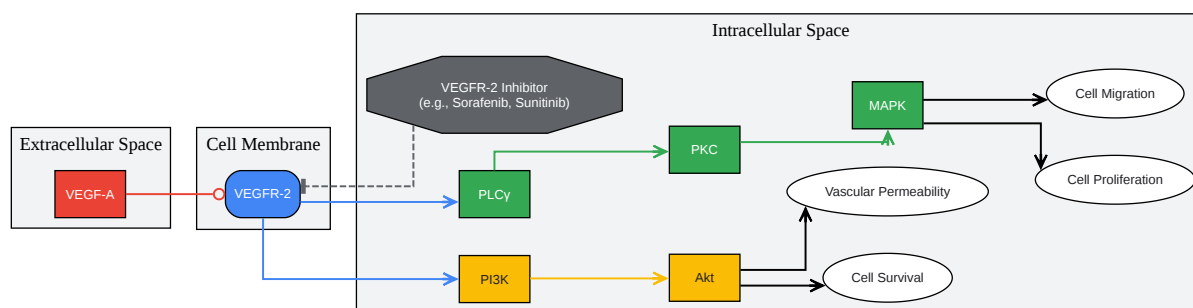 Intracellular Space
VEGFR-2 Inhibitor
(e.g., Sorafenib, Sunitinib)
MAPK
Cell Migration
Extracellular Space
Cell Membrane
PKC
VEGF-A
VEGFR-2
PLCγ
Vascular Permeability
Cell Proliferation
PI3K
Akt
Cell Survival